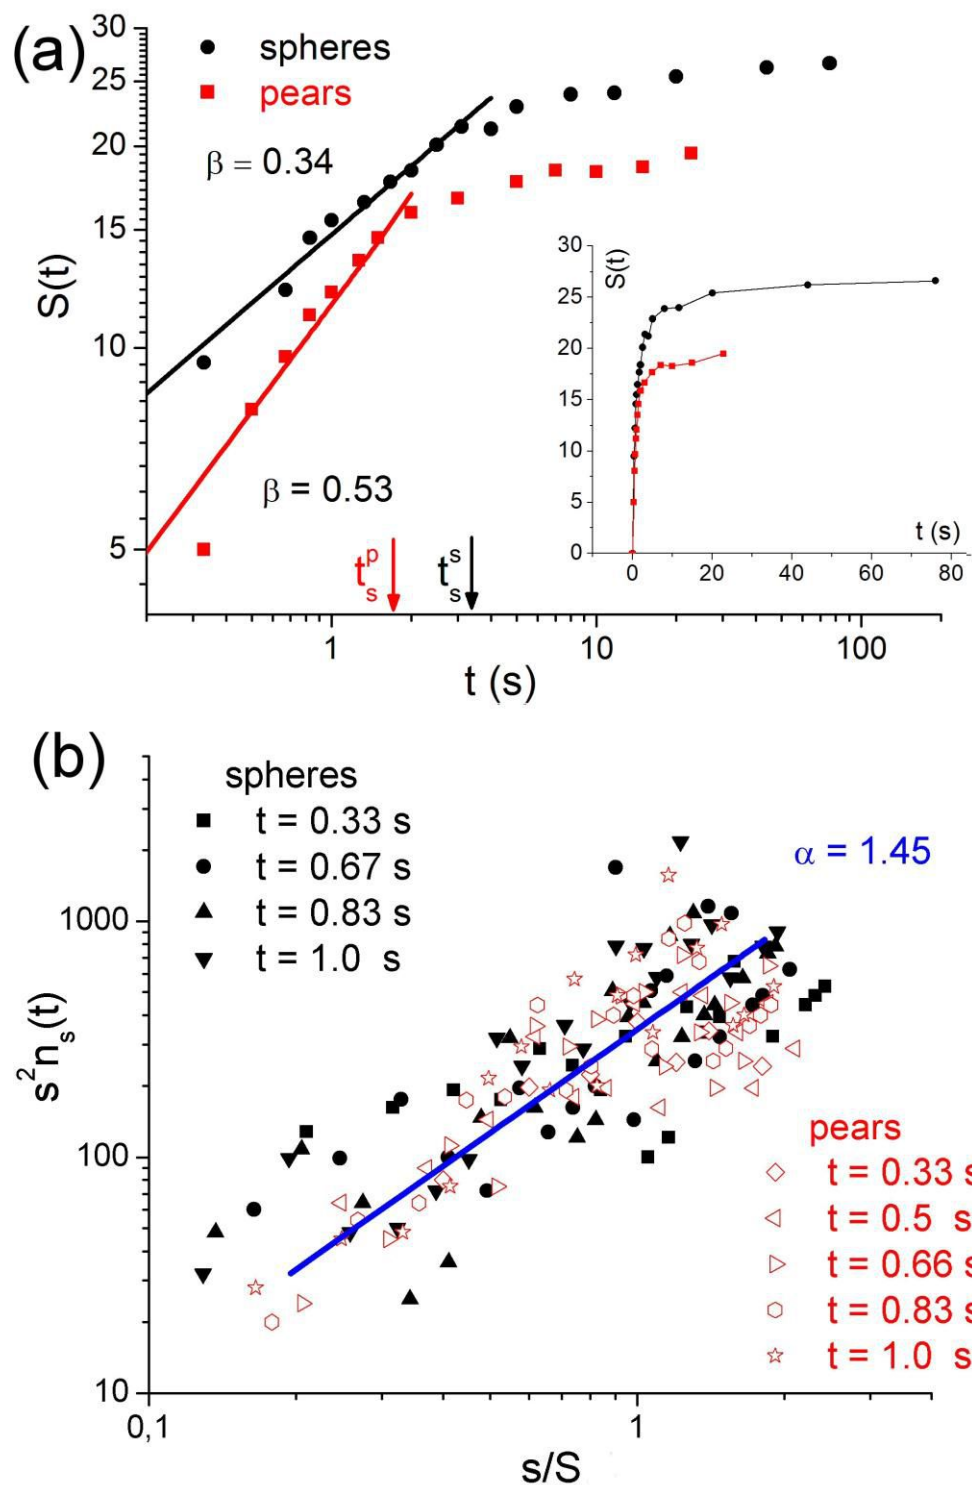 (a)
30
25
20
15
10
5
S(t)
spheres
pears
β = 0.34
β = 0.53
t_s^p
t_s^s
1
10
100
t (s)
30
25
20
15
10
5
0
S(t)
0
20
40
60
80
t (s)
(b)
spheres
t = 0.33 s
t = 0.67 s
t = 0.83 s
t = 1.0 s
α = 1.45
1000
100
10
s²nₛ(t)
pears
t = 0.33 s
t = 0.5 s
t = 0.66 s
t = 0.83 s
t = 1.0 s
0,1
1
s/S